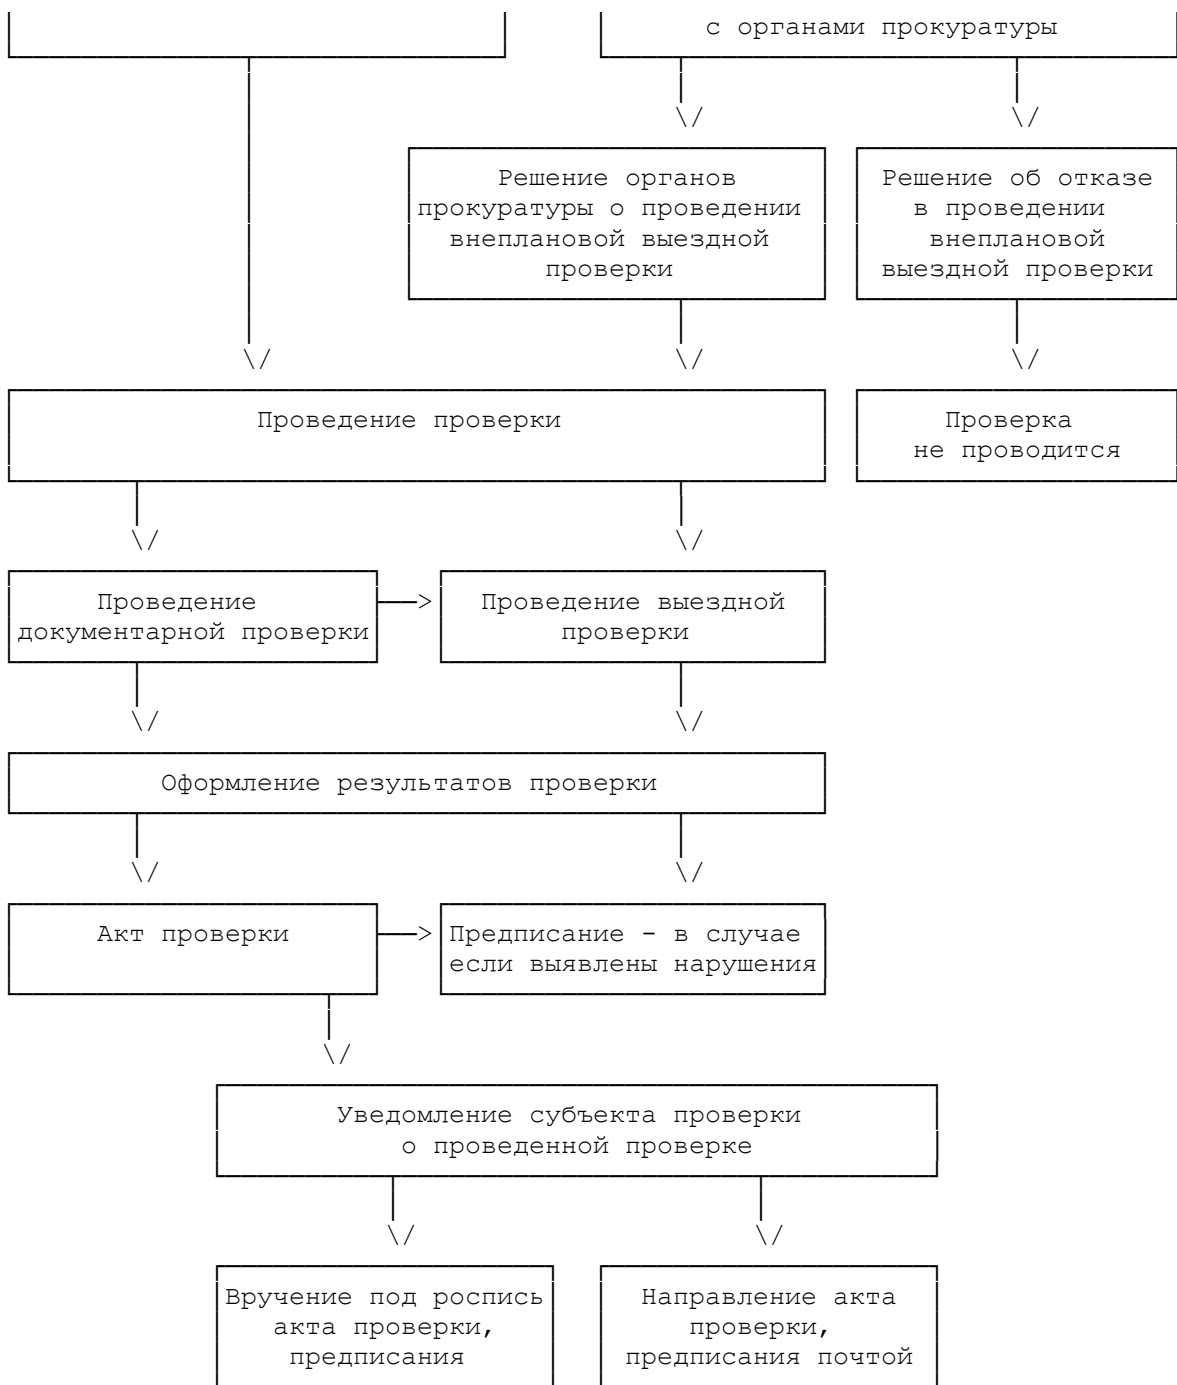 с органами прокуратуры
Решение органов
прокуратуры о проведении
внеплановой выездной
проверки
Решение об отказе
в проведении
внеплановой
выездной проверки
Проведение проверки
Проверка
не проводится
Проведение
документарной проверки
Проведение выездной
проверки
Оформление результатов проверки
Акт проверки
Предписание - в случае
если выявлены нарушения
Уведомление субъекта проверки
о проведенной проверке
Вручение под роспись
акта проверки,
предписания
Направление акта
проверки,
предписания почтой